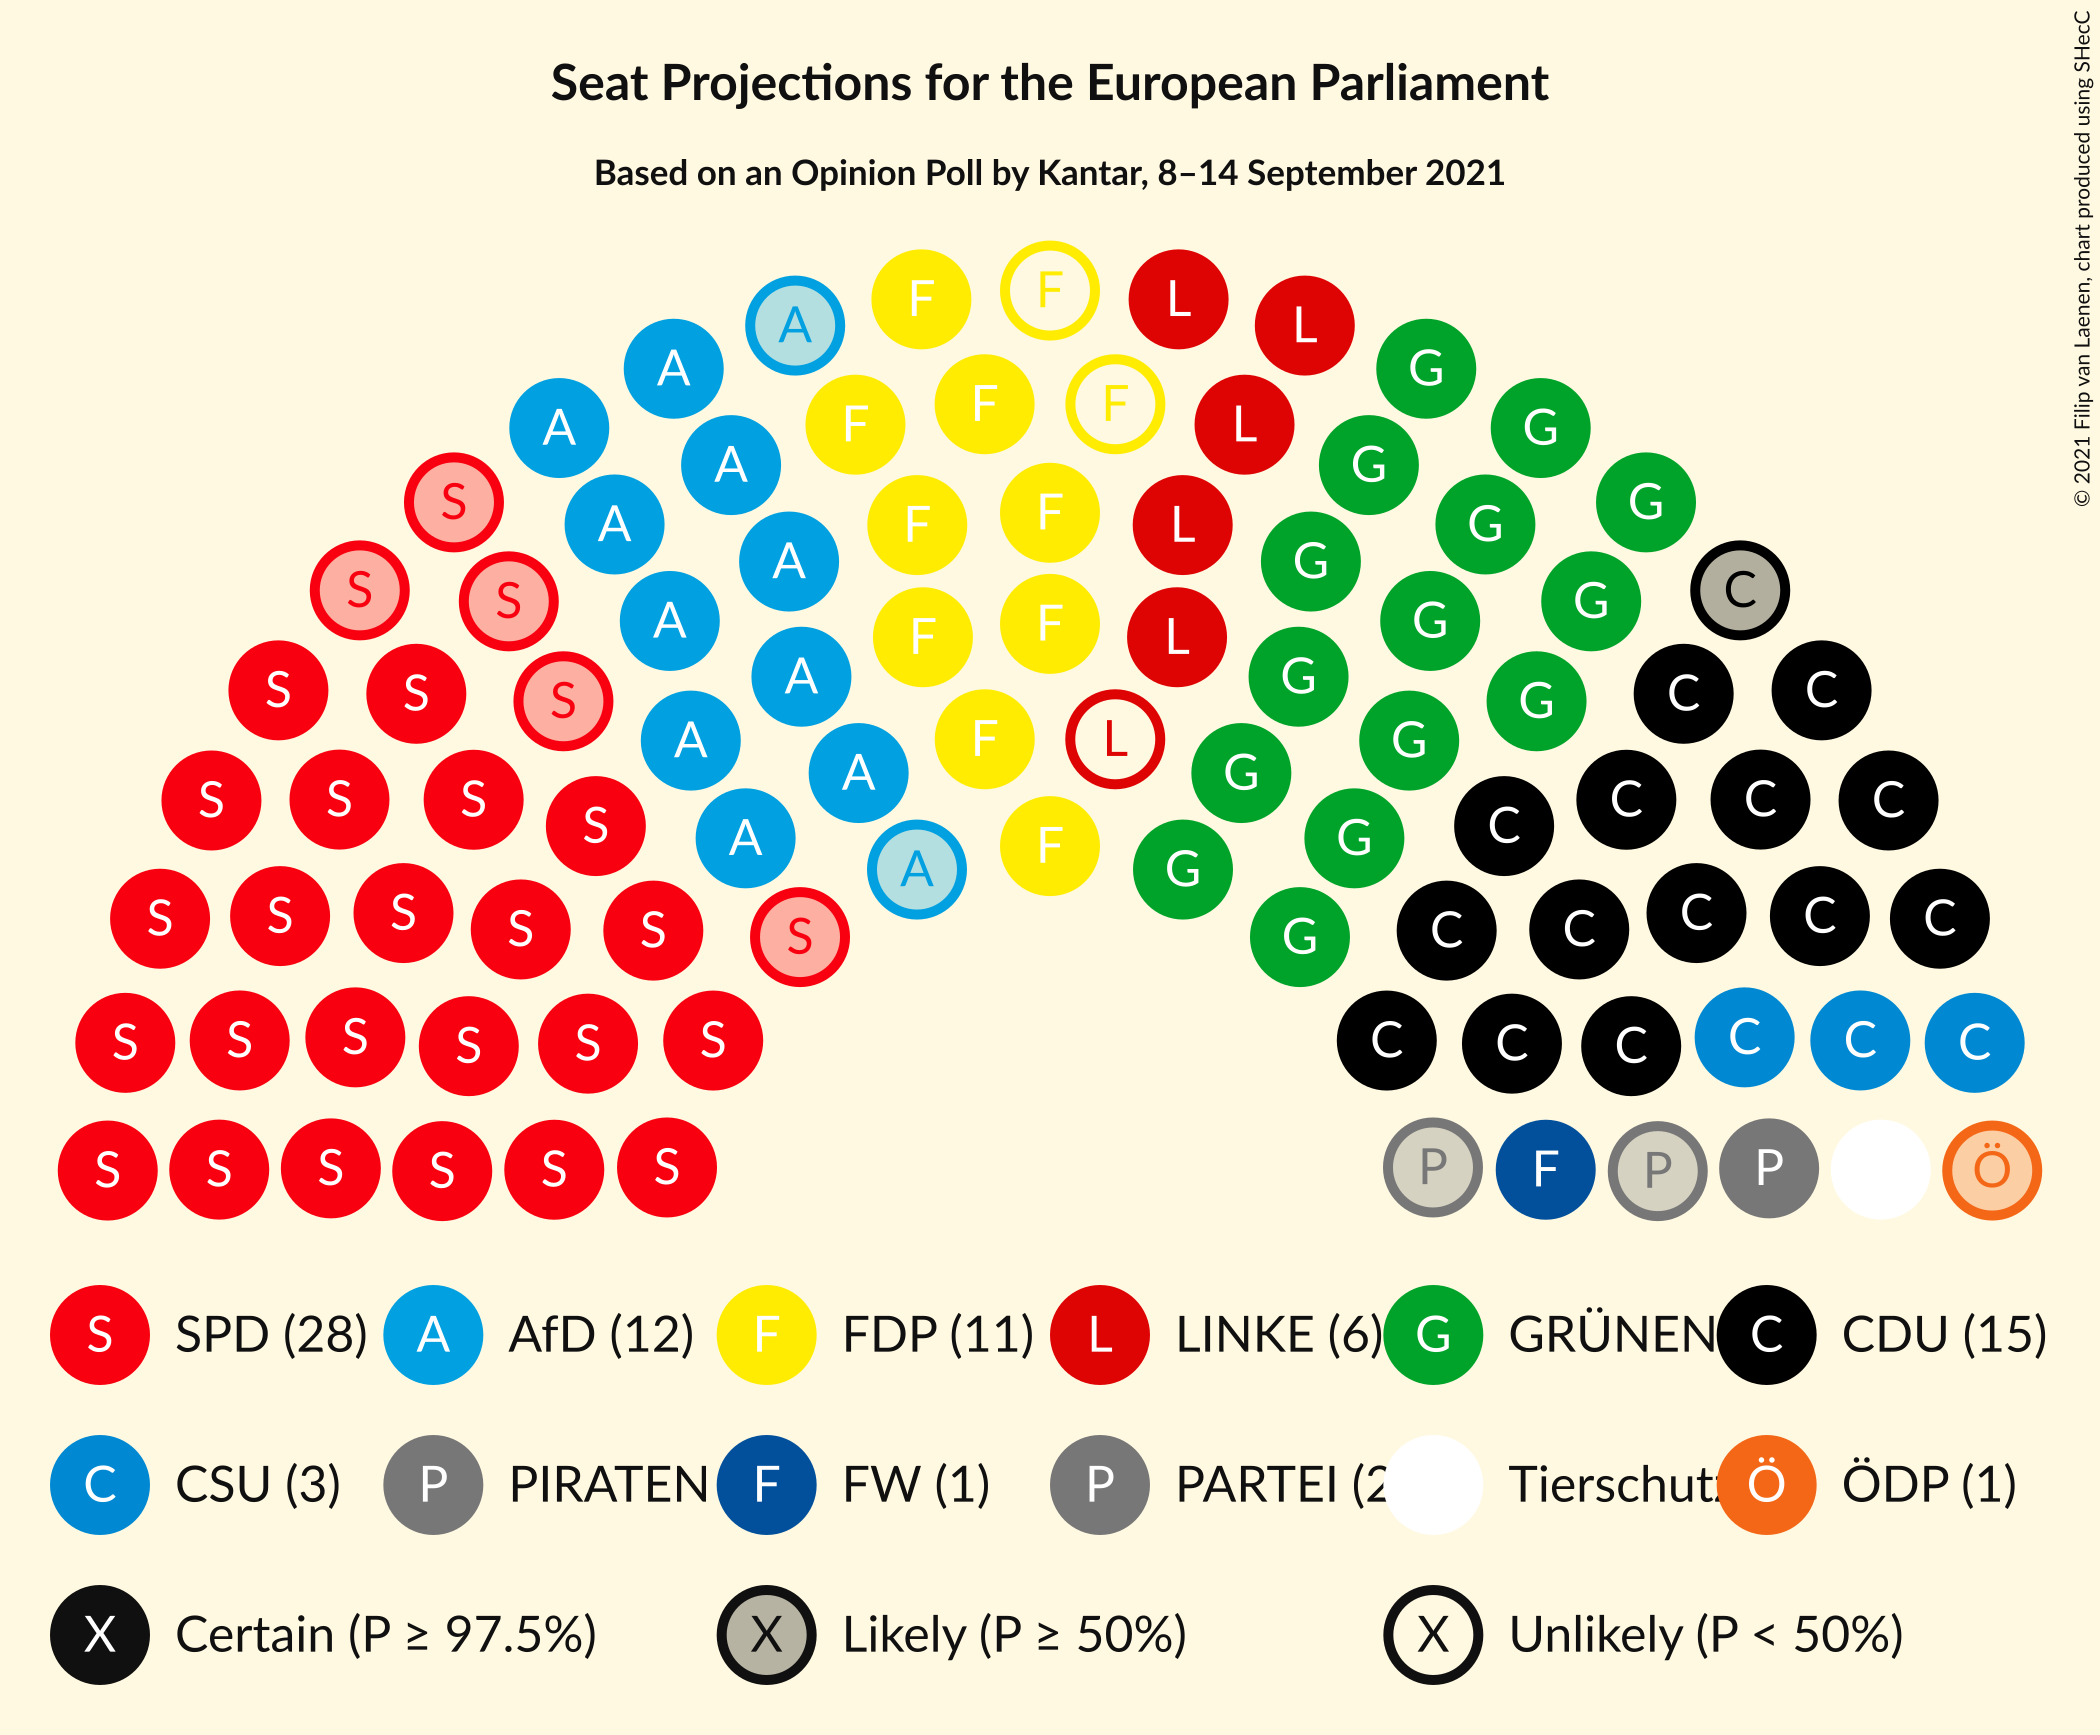 Seat Projections for the European Parliament
Based on an Opinion Poll by Kantar, 8–14 September 2021
© 2021 Filip van Laenen, chart produced using SHecC
F
F F L
A L
A F F G
A F L G
A G
S A F F L G G
S A A G G G
S A F F L G G C
S S A A G G C C
S S A F L G G
S S S S A A G G C C C C
S A F G
S S S S S A G C C C C C
S G
S S S S S S C C C C C C
S S S S S S P F P P Ö
S SPD (28) A AfD (12) F FDP (11) L LINKE (6) G GRÜNEN C CDU (15)
C CSU (3) P PIRATEN F FW (1) P PARTEI (2 Tierschutz Ö ÖDP (1)
X Certain (P ≥ 97.5%) X Likely (P ≥ 50%) X Unlikely (P < 50%)